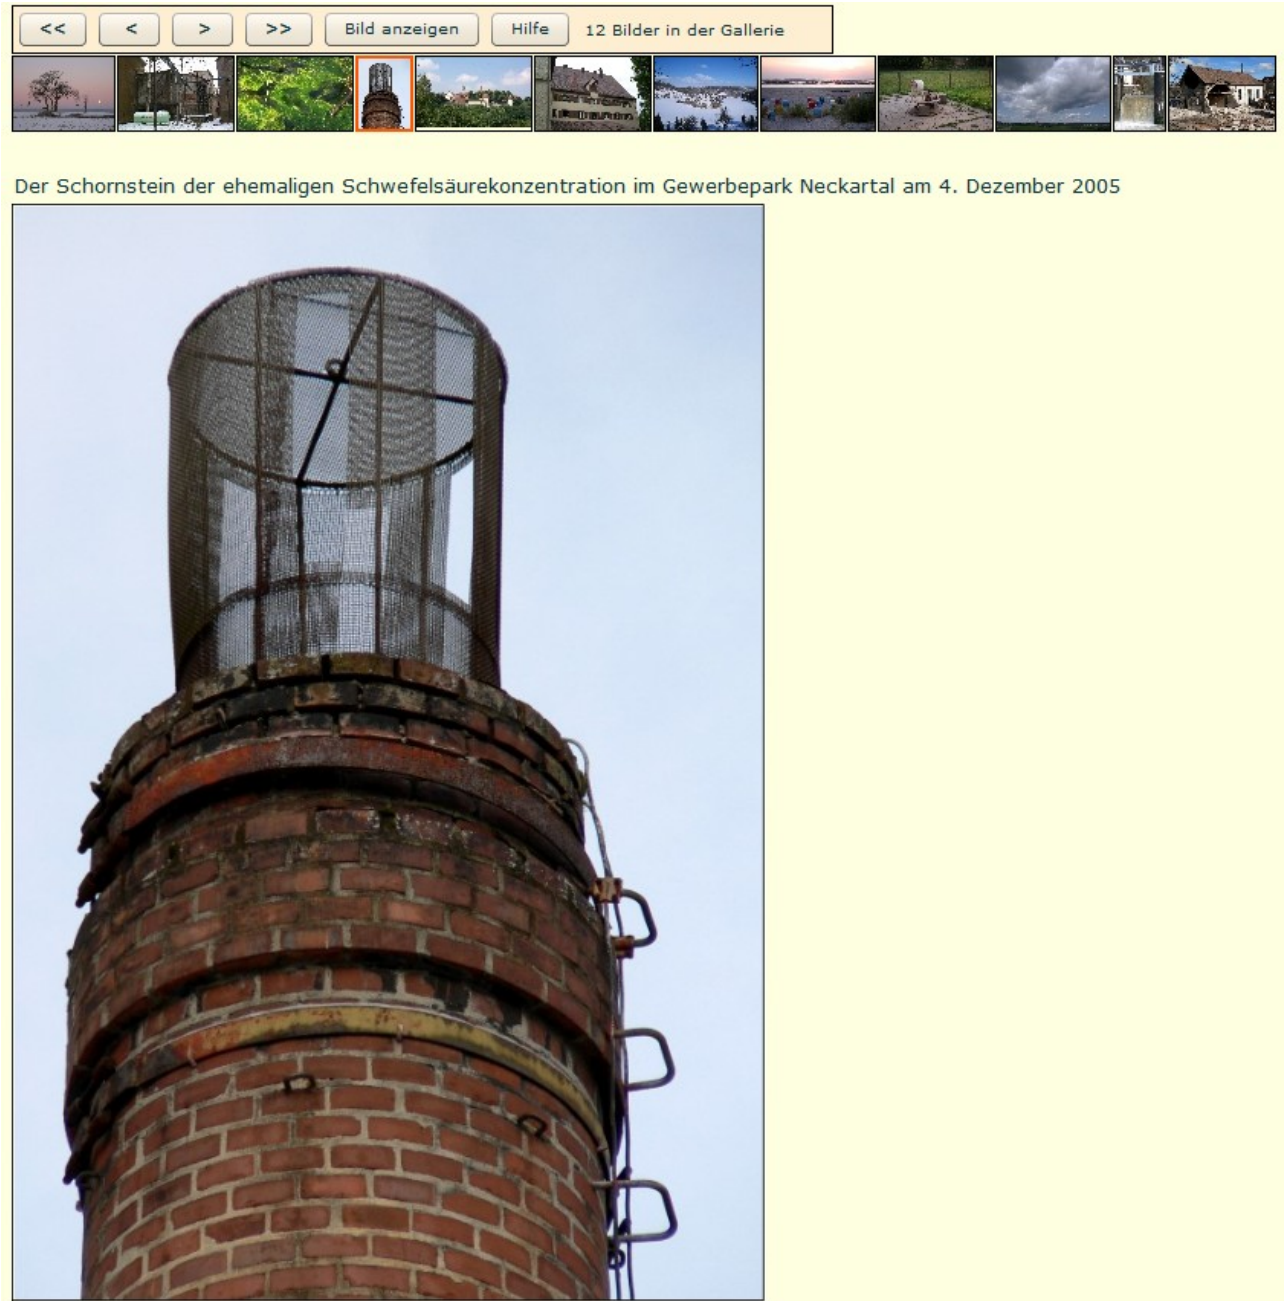 << < > >> Bild anzeigen Hilfe 12 Bilder in der Gallerie
Der Schornstein der ehemaligen Schwefelsäurekonzentration im Gewerbepark Neckartal am 4. Dezember 2005